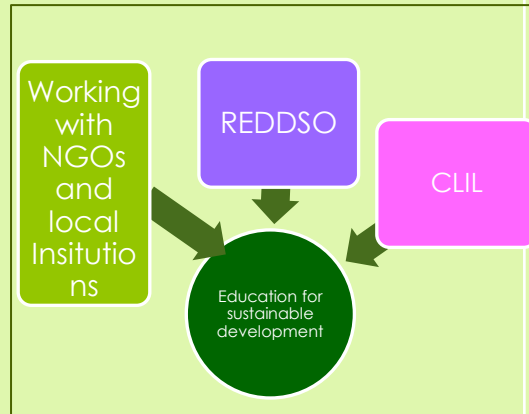 Working
with
NGOs
and
local
Insitutio
ns
REDDSO
CLIL
Education for
sustainable
development